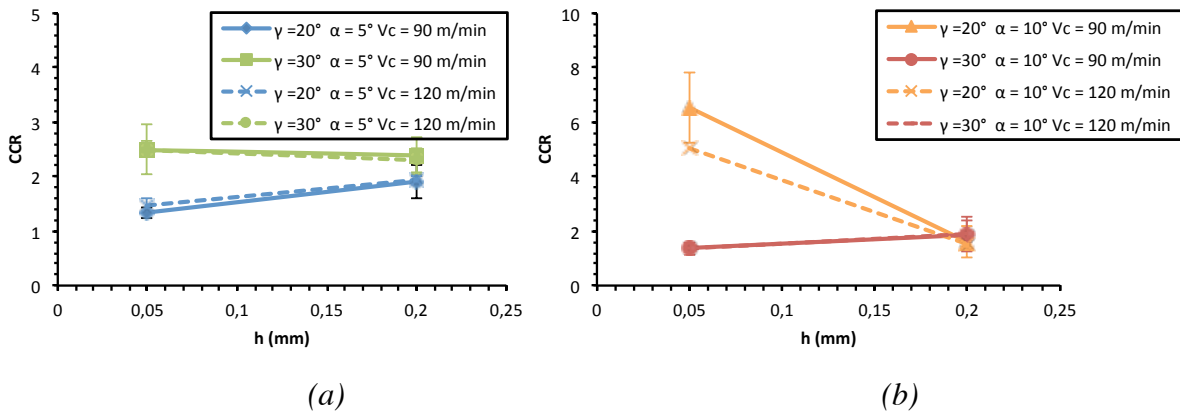 5
4
3
2
1
0
CCR
0
0,05
0,1
0,15
0,2
0,25
h (mm)
γ =20°  α = 5° Vc = 90 m/min
γ =30°  α = 5° Vc = 90 m/min
γ =20°  α = 5° Vc = 120 m/min
γ =30°  α = 5° Vc = 120 m/min
(a)
10
8
6
4
2
0
CCR
0
0,05
0,1
0,15
0,2
0,25
h (mm)
γ =20°  α = 10° Vc = 90 m/min
γ =30°  α = 10° Vc = 90 m/min
γ =20°  α = 10° Vc = 120 m/min
γ =30°  α = 10° Vc = 120 m/min
(b)